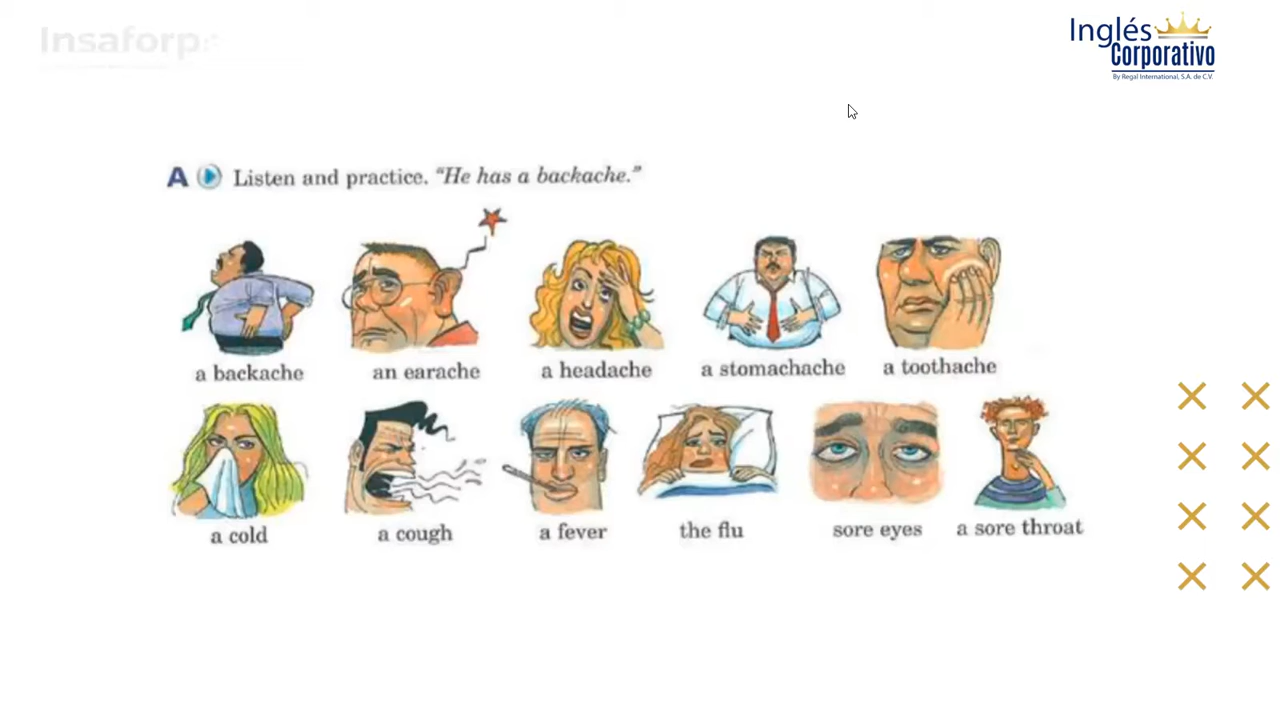 Insaforp
Inglés
Corporativo
By Regal International, S.A. de C.V.
A Listen and practice. “He has a backache.”
a backache an earache a headache a stomachache a toothache
a cold a cough a fever the flu sore eyes a sore throat